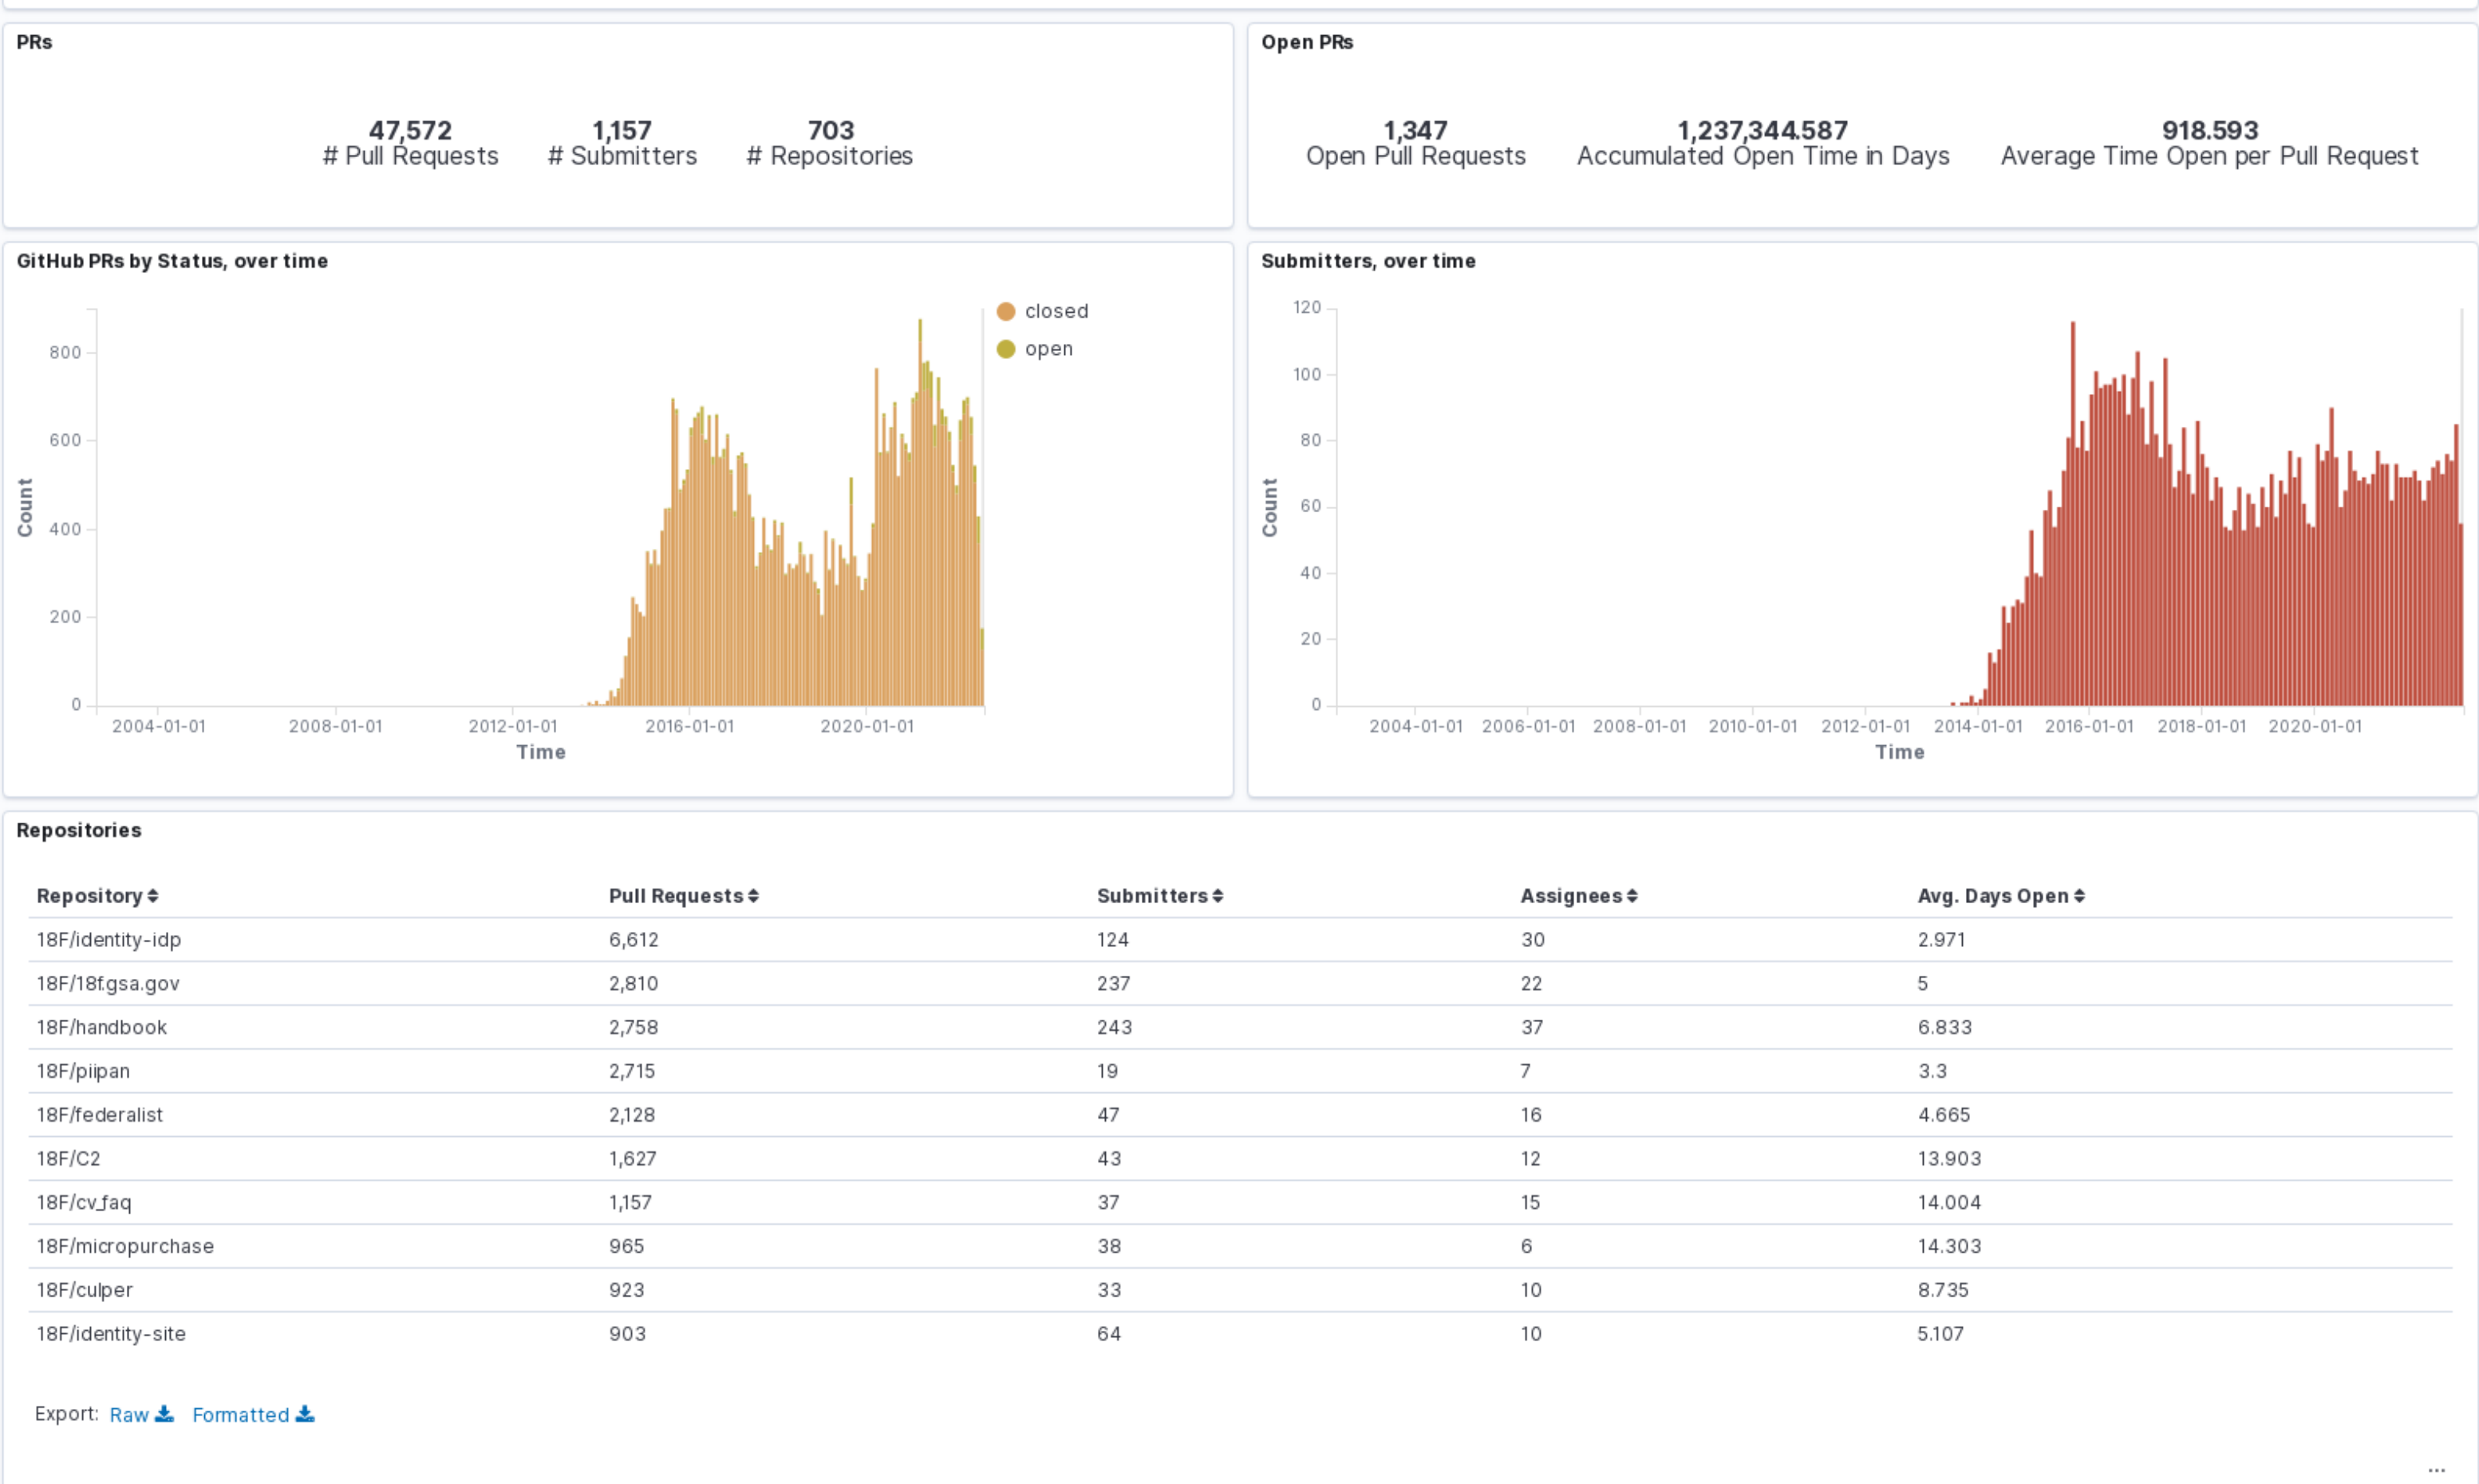 PRs
47,572 1,157 703
# Pull Requests # Submitters # Repositories
Open PRs
1,347 1,237,344.587 918.593
Open Pull Requests Accumulated Open Time in Days Average Time Open per Pull Request
GitHub PRs by Status, over time
closed
open
Count
800
600
400
200
0
2004-01-01 2008-01-01 2012-01-01 2016-01-01 2020-01-01
Time
Submitters, over time
Count
120
100
80
60
40
20
0
2004-01-01 2006-01-01 2008-01-01 2010-01-01 2012-01-01 2014-01-01 2016-01-01 2018-01-01 2020-01-01
Time
Repositories
Repository Pull Requests Submitters Assignees Avg. Days Open
18F/identity-idp 6,612 124 30 2.971
18F/18f.gsa.gov 2,810 237 22 5
18F/handbook 2,758 243 37 6.833
18F/piipan 2,715 19 7 3.3
18F/federalist 2,128 47 16 4.665
18F/C2 1,627 43 12 13.903
18F/cv_faq 1,157 37 15 14.004
18F/micropurchase 965 38 6 14.303
18F/culper 923 33 10 8.735
18F/identity-site 903 64 10 5.107
Export: Raw Formatted
...